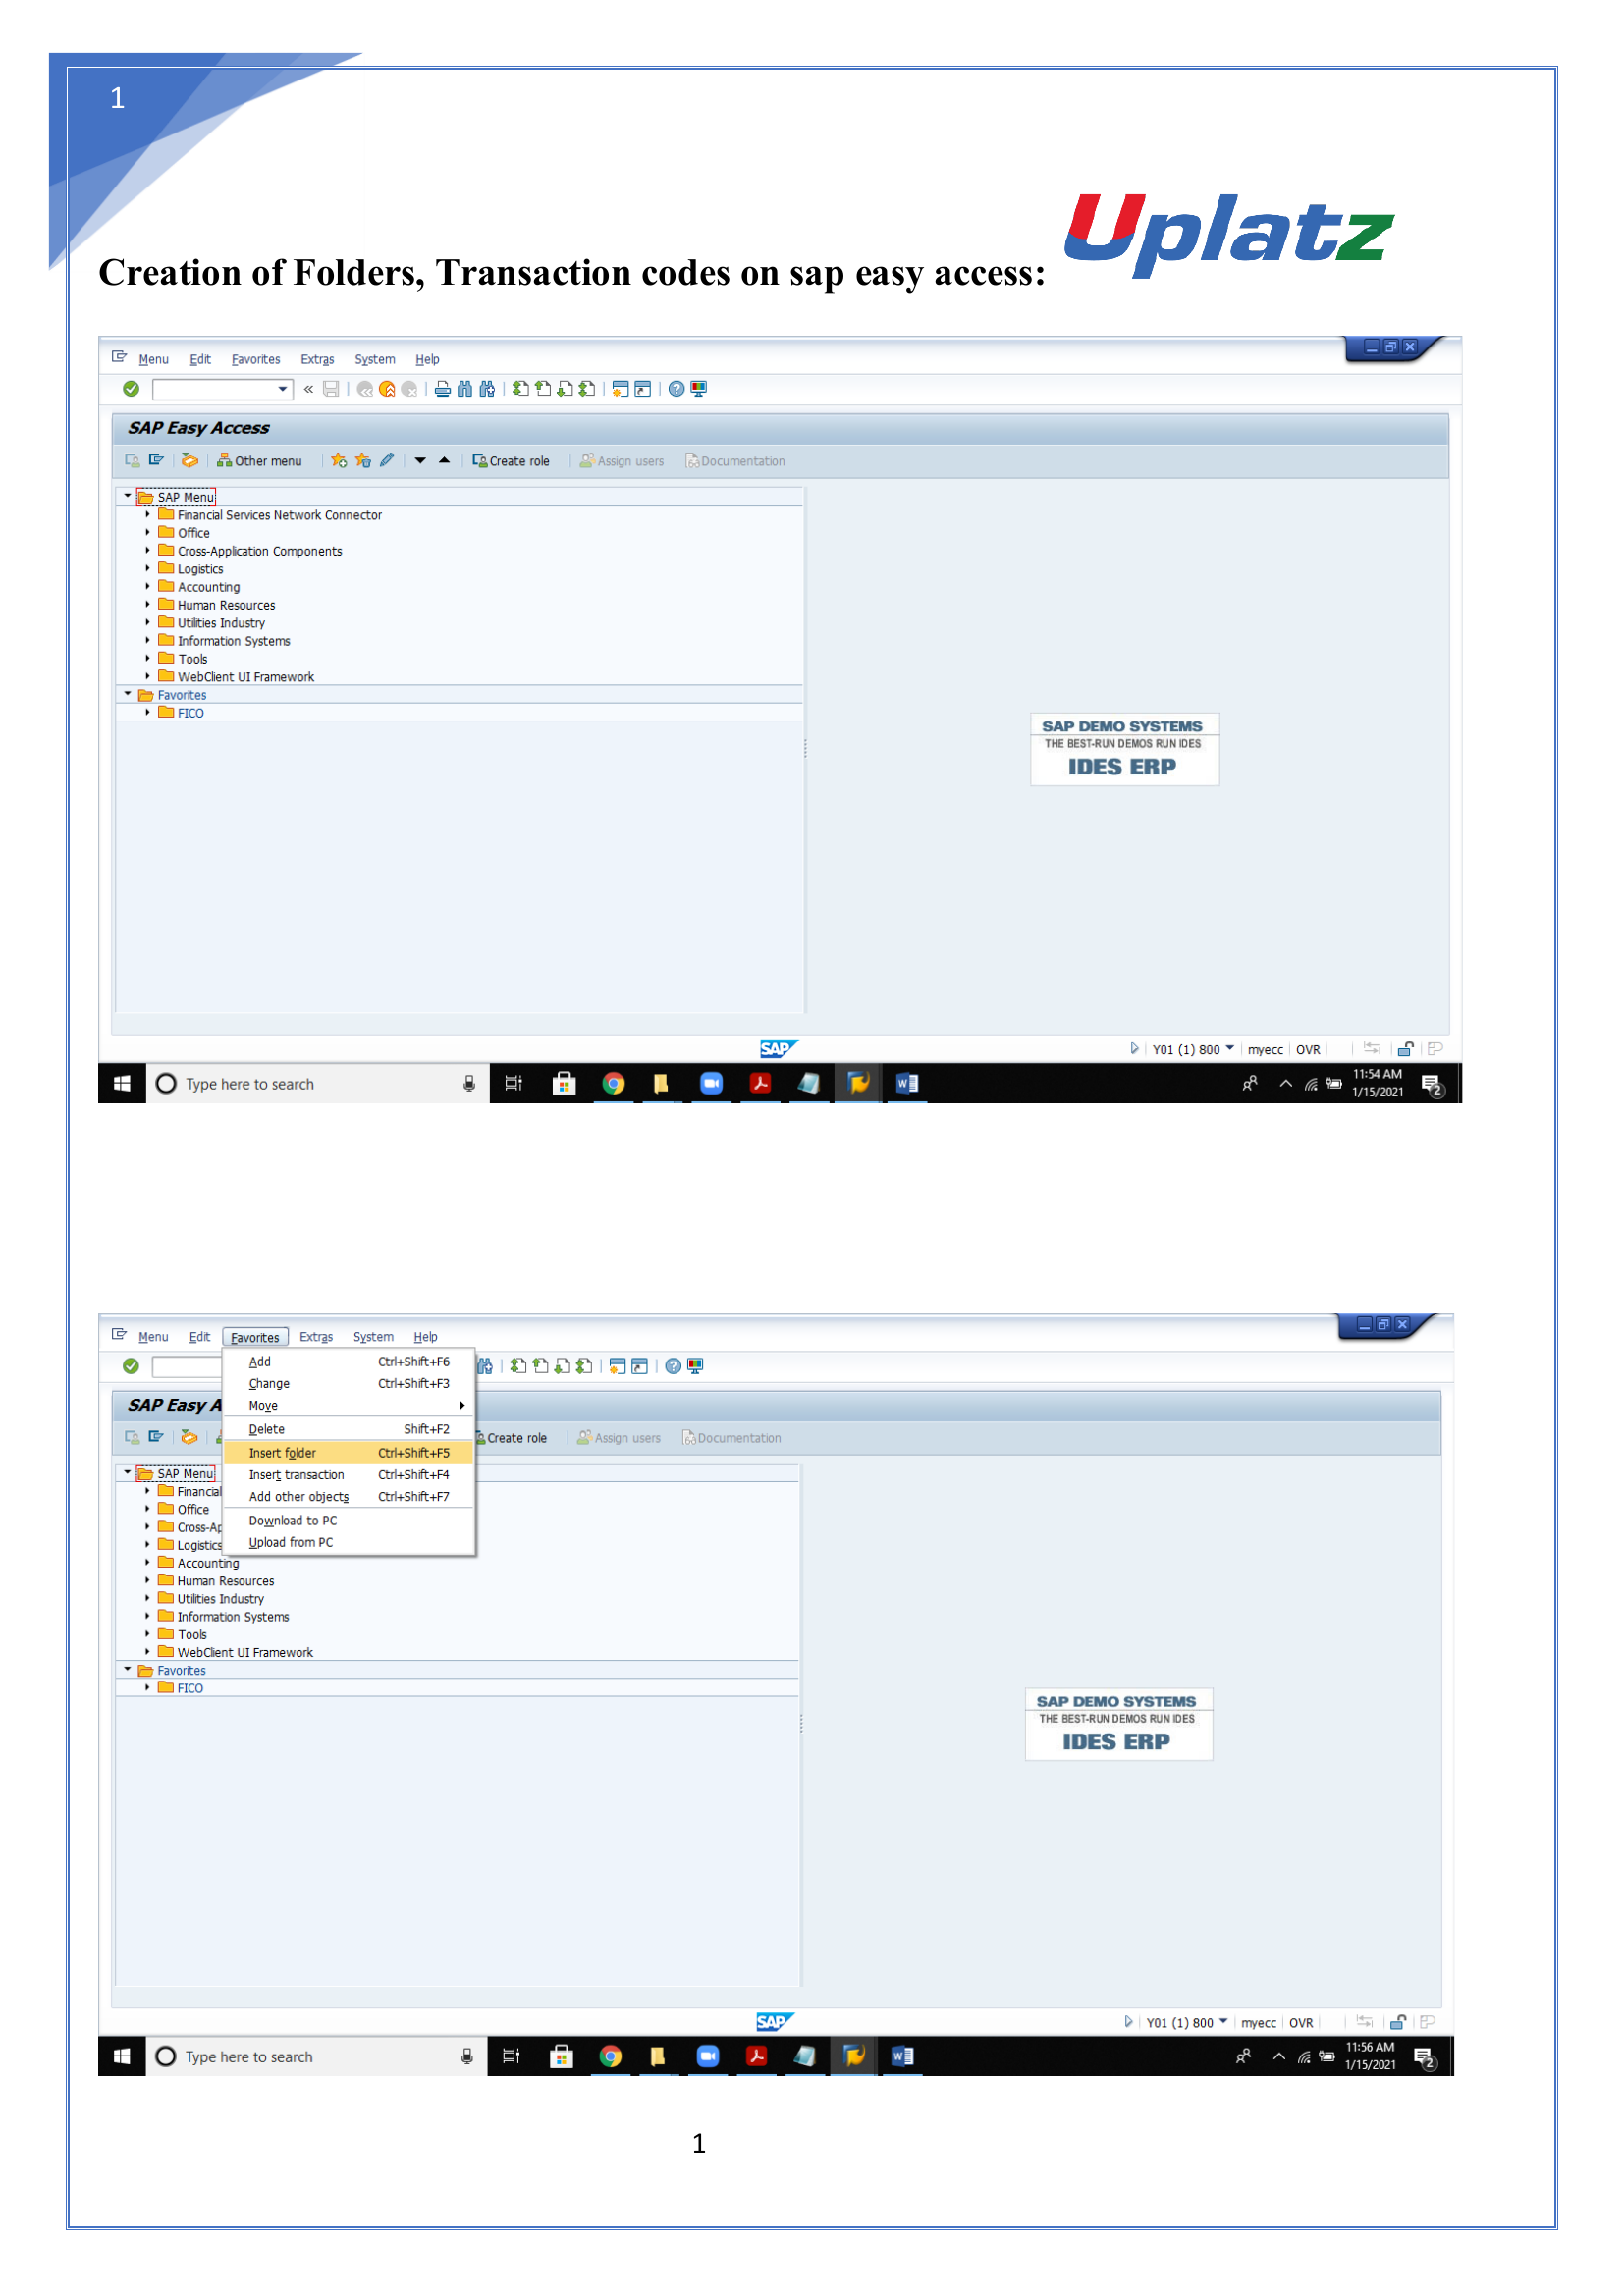 1
Uplatz
Creation of Folders, Transaction codes on sap easy access:
Menu Edit Favorites Extras System Help
SAP Easy Access
Other menu Create role Assign users Documentation
SAP Menu
Financial Services Network Connector
Office
Cross-Application Components
Logistics
Accounting
Human Resources
Utilities Industry
Information Systems
Tools
WebClient UI Framework
Favorites
FICO
SAP DEMO SYSTEMS
THE BEST-RUN DEMOS RUN IDES
IDES ERP
SAP Y01 (1) 800 myecc OVR
Type here to search 11:54 AM
1/15/2021 2
Menu Edit Favorites Extras System Help
Add Ctrl+Shift+F6
Change Ctrl+Shift+F3
Move
Delete Shift+F2
Insert folder Ctrl+Shift+F5
Insert transaction Ctrl+Shift+F4
Add other objects Ctrl+Shift+F7
Download to PC
Upload from PC
SAP Easy A
Create role Assign users Documentation
SAP Menu
Financial
Office
Cross-Ap
Logistics
Accounting
Human Resources
Utilities Industry
Information Systems
Tools
WebClient UI Framework
Favorites
FICO
SAP DEMO SYSTEMS
THE BEST-RUN DEMOS RUN IDES
IDES ERP
SAP Y01 (1) 800 myecc OVR
Type here to search 11:56 AM
1/15/2021 2
1